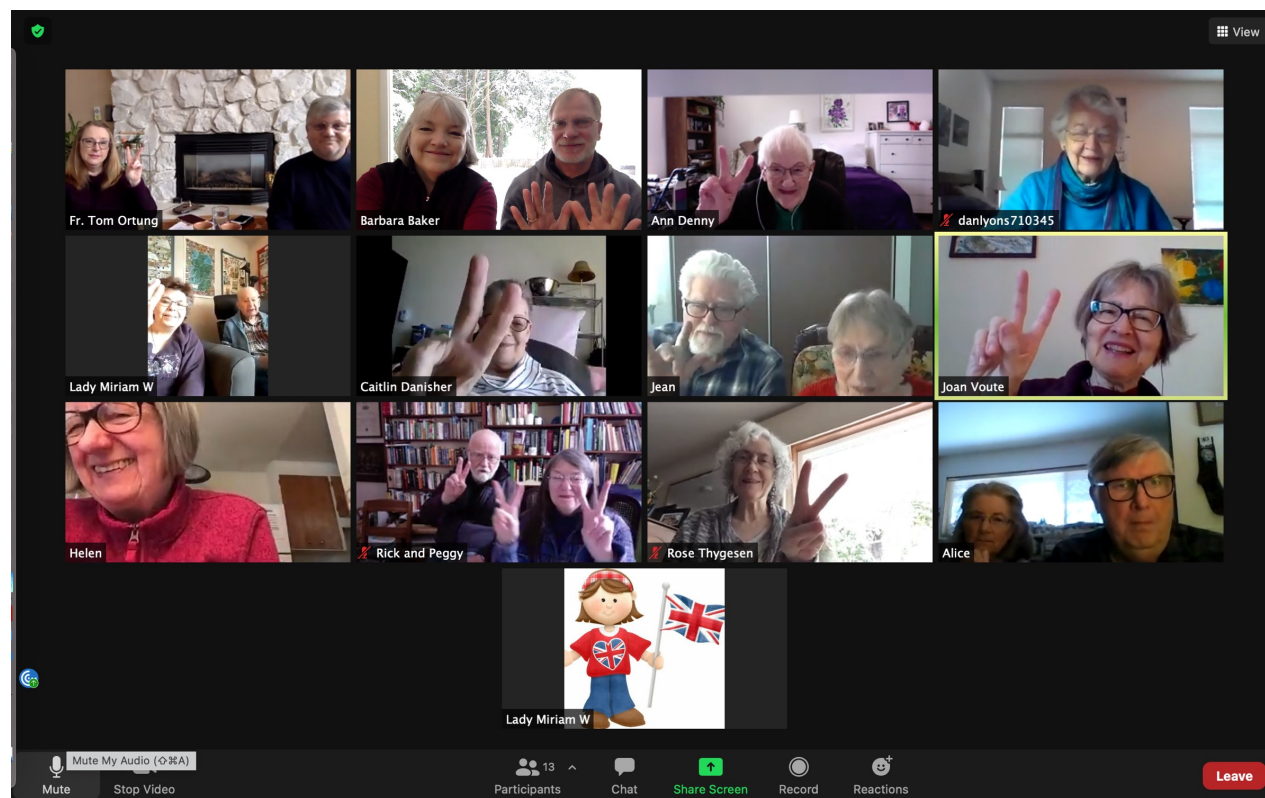 View
Fr. Tom Ortung
Barbara Baker
Ann Denny
danlyons710345
Lady Miriam W
Caitlin Danisher
Jean
Joan Voute
Helen
Rick and Peggy
Rose Thygesen
Alice
Lady Miriam W
Mute My Audio (⇧⌘A)
Mute
Stop Video
13
Participants
Chat
Share Screen
Record
Reactions
Leave